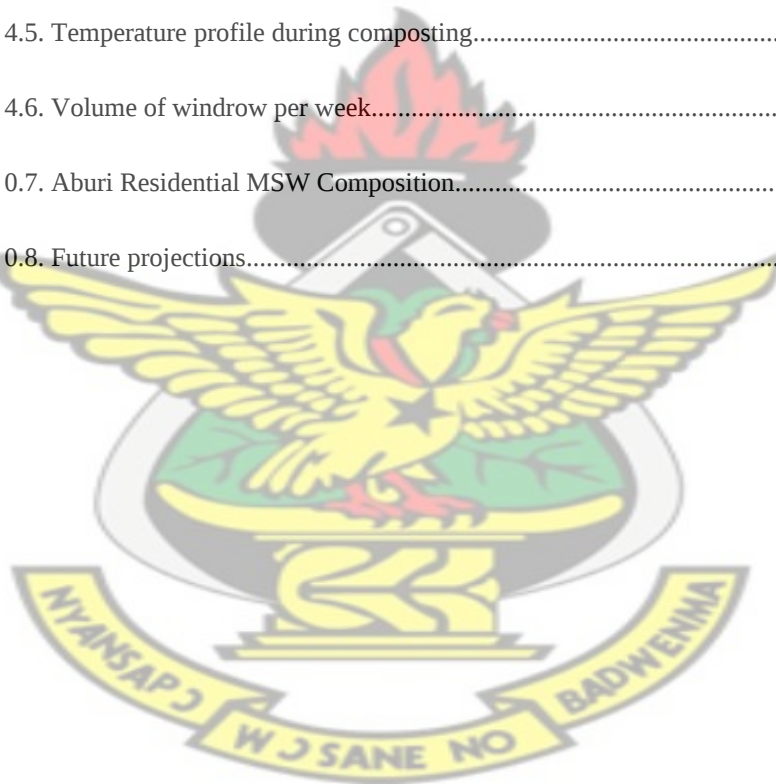 4.5. Temperature profile during composting....................................................
4.6. Volume of windrow per week....................................................................
0.7. Aburi Residential MSW Composition.......................................................
0.8. Future projections......................................................................................
NYANSAPƆ
WƆSANE NO
BADWENMA